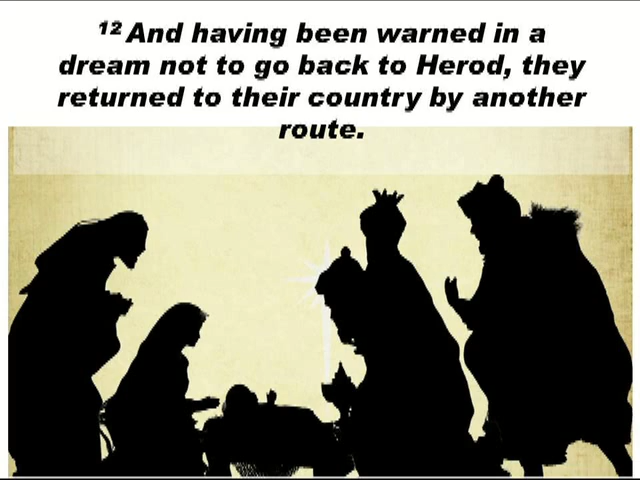 12 And having been warned in a
dream not to go back to Herod, they
returned to their country by another
route.